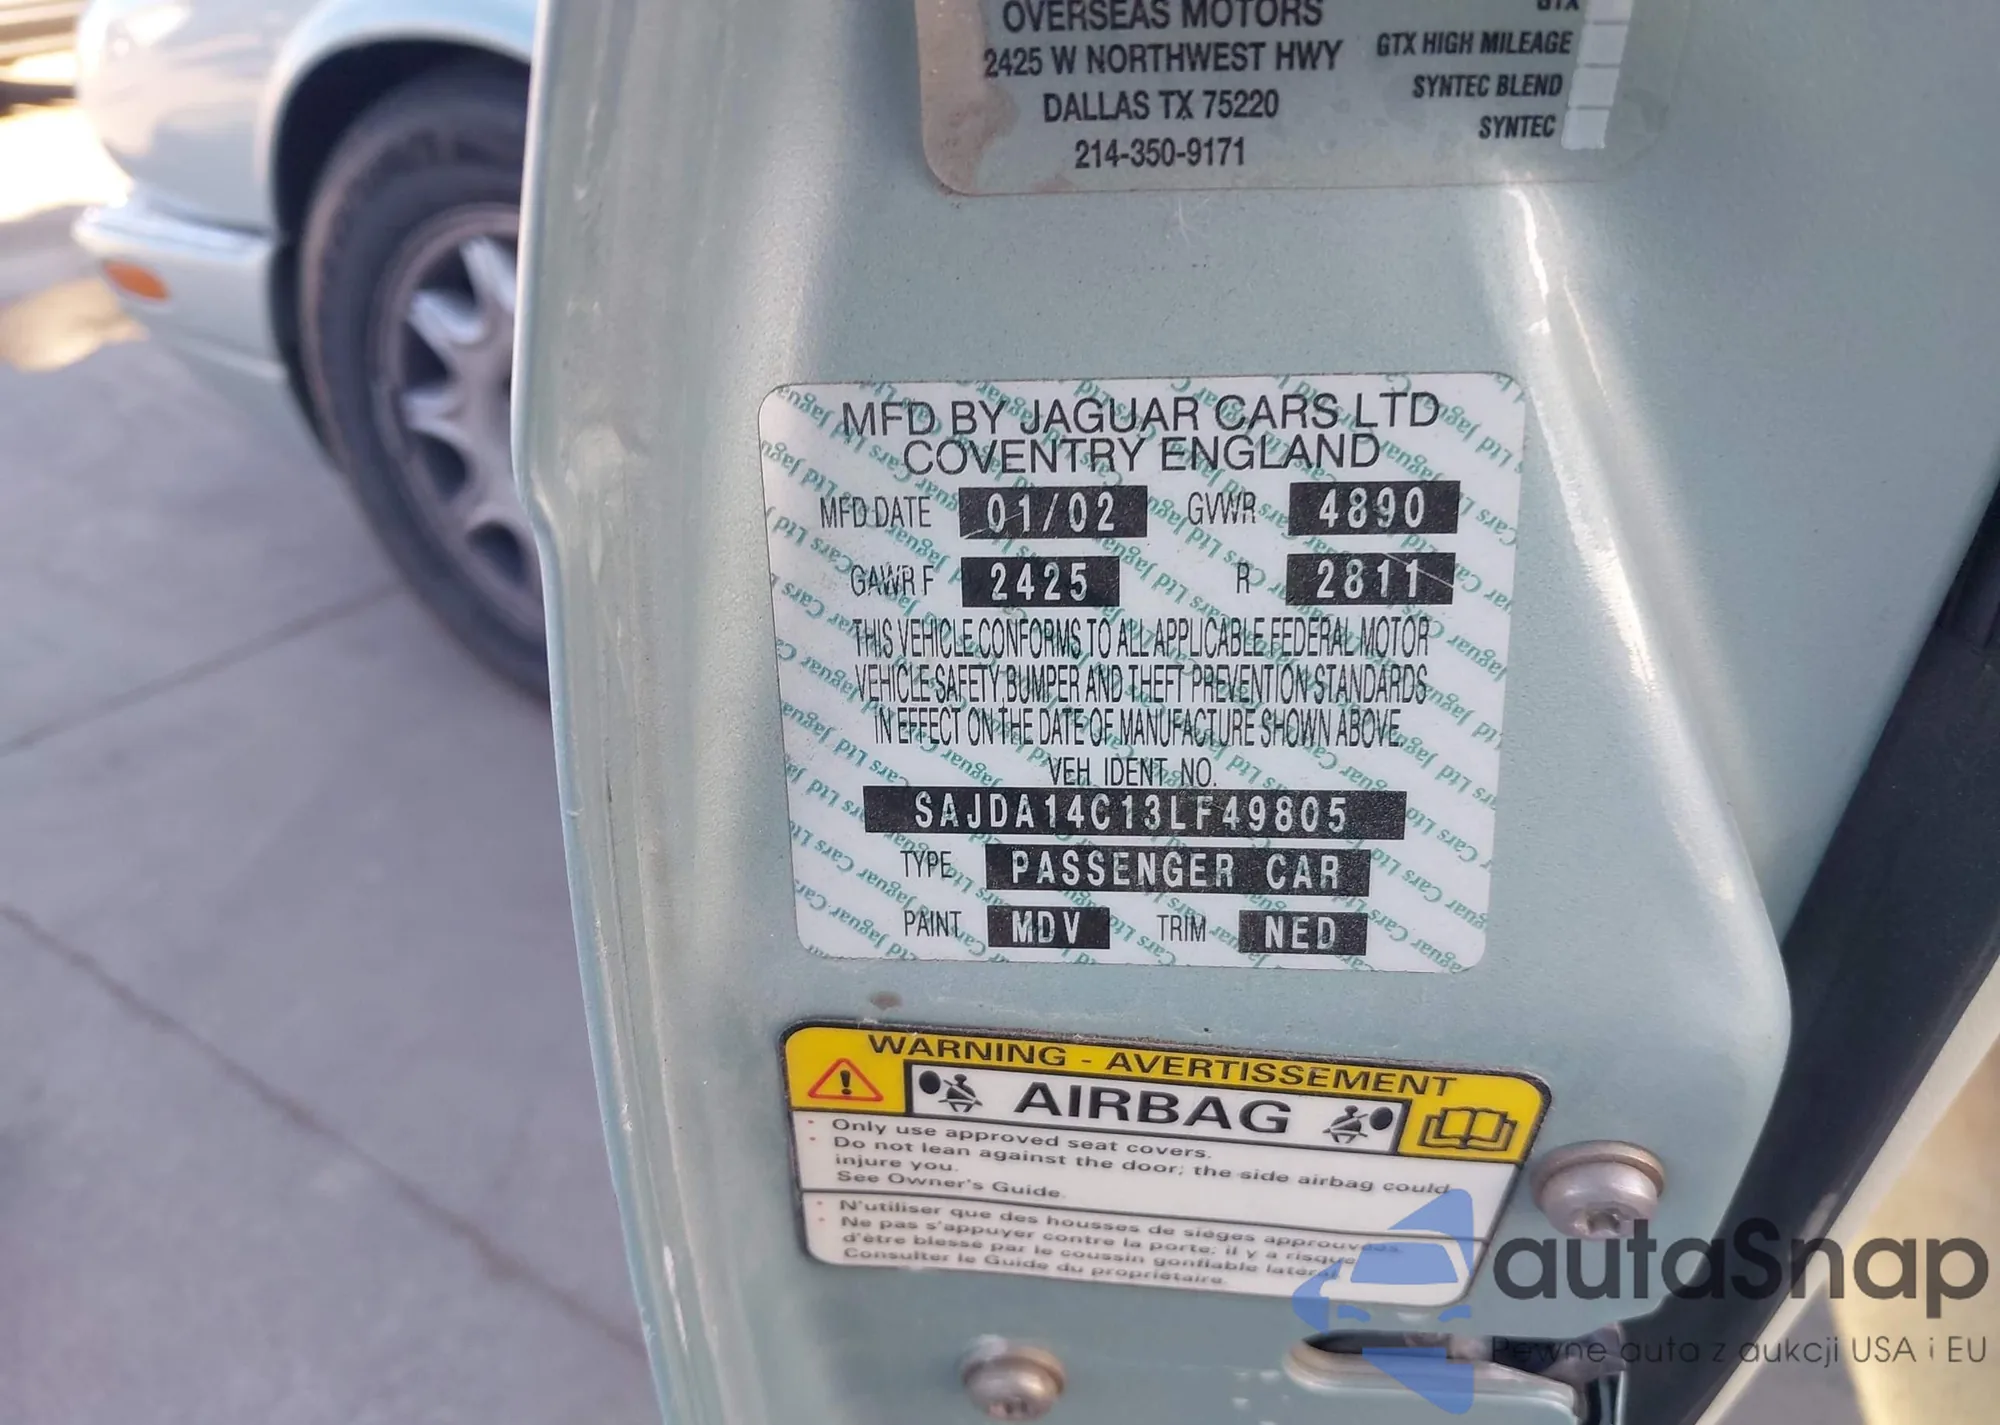 OVERSEAS MOTORS
2425 W NORTHWEST HWY
DALLAS TX 75220
214-350-9171
GTX
GTX HIGH MILEAGE
SYNTEC BLEND
SYNTEC
MFD BY JAGUAR CARS LTD
COVENTRY ENGLAND
MFD DATE 01/02 GVWR 4890
GAWR F 2425 R 2811
THIS VEHICLE CONFORMS TO ALL APPLICABLE FEDERAL MOTOR
VEHICLE SAFETY BUMPER AND THEFT PREVENTION STANDARDS
IN EFFECT ON THE DATE OF MANUFACTURE SHOWN ABOVE.
VEH. IDENT. NO.
SAJDA14C13LF49805
TYPE PASSENGER CAR
PAINT MDV TRIM NED
WARNING - AVERTISSEMENT
AIRBAG
Only use approved seat covers.
Do not lean against the door; the side airbag could
injure you.
See Owner's Guide.
N'utiliser que des housses de sièges approuvées.
Ne pas s'appuyer contre la porte; il y a risque
d'être blessé par le coussin gonflable latéral
Consulter le Guide du propriétaire.
autaSnap
Pewne auta z aukcji USA i EU